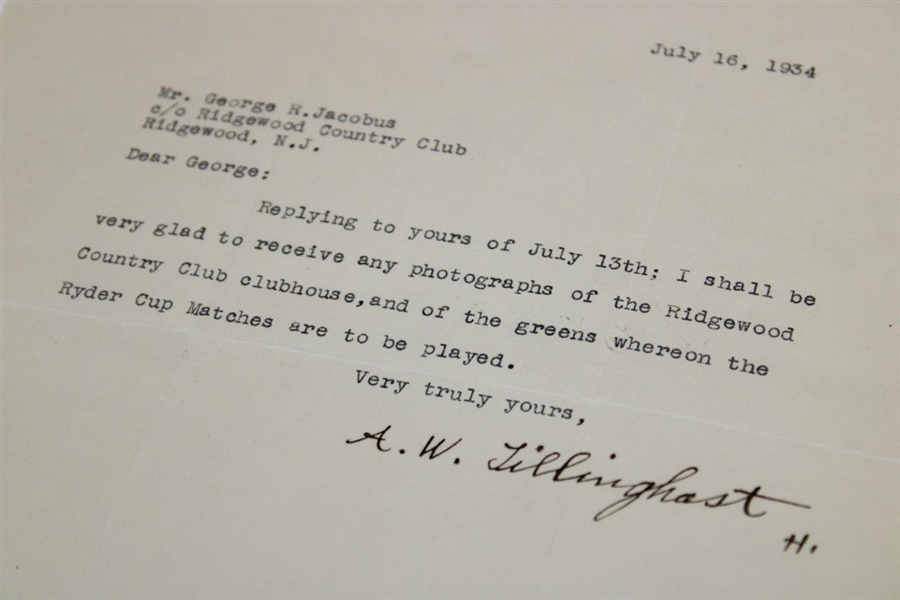 July 16, 1934
Mr. George R.Jacobus
c/o Ridgewood Country Club
Ridgewood, N.J.
Dear George:
Replying to yours of July 13th; I shall be
very glad to receive any photographs of the Ridgewood
Country Club clubhouse,and of the greens whereon the
Ryder Cup Matches are to be played.
Very truly yours,
A. W. Tillinghast
H.